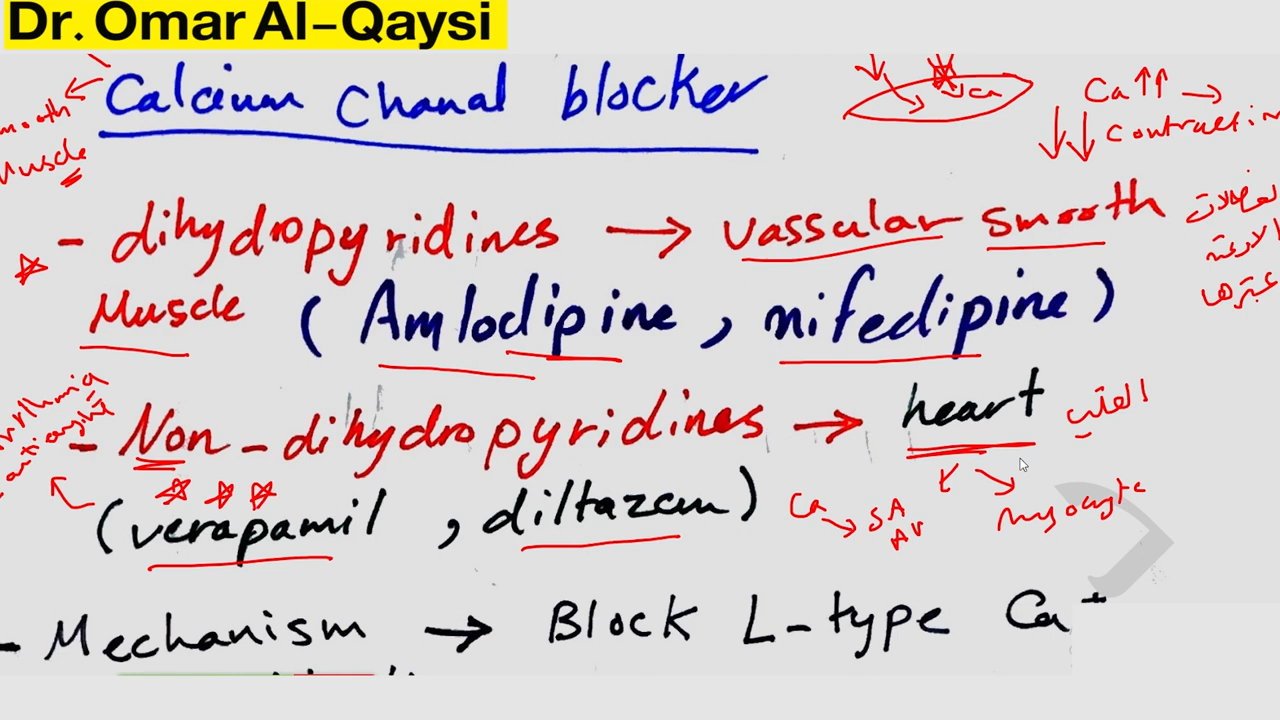 Dr. Omar Al-Qaysi
Calcium Chanal blocker
Ca
Ca↑↑ →
↓↓ Contraction
Muscle
- dihydropyridines → vassular smooth
Muscle ( Amlodipine , nifedipine )
- Non-dihydropyridines → heart
القلب
(verapamil , diltazem)
Ca → SA
AV
Myocyte
- Mechanism → Block L-type Ca+